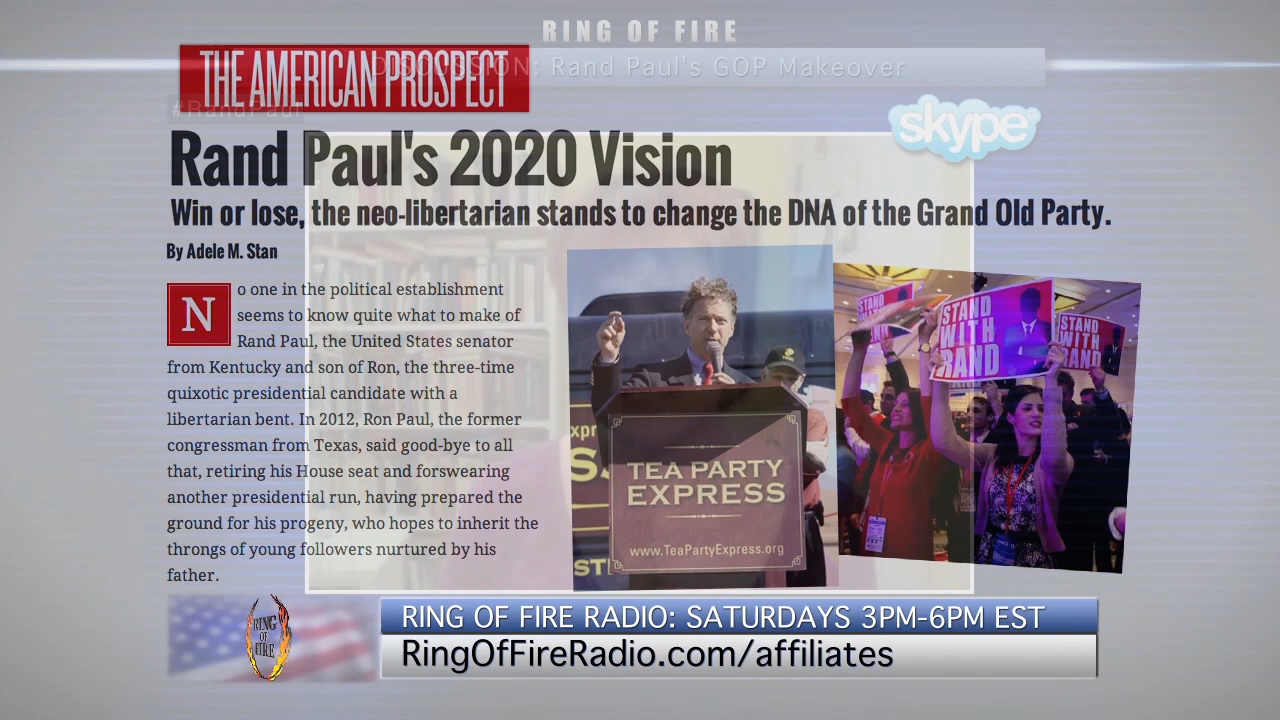 RING OF FIRE
THE AMERICAN PROSPECT
DISCUSSION: Rand Paul's GOP Makeover
#RandPaul
skype
Rand Paul's 2020 Vision
Win or lose, the neo-libertarian stands to change the DNA of the Grand Old Party.
By Adele M. Stan
No one in the political establishment
seems to know quite what to make of
Rand Paul, the United States senator
from Kentucky and son of Ron, the three-time
quixotic presidential candidate with a
libertarian bent. In 2012, Ron Paul, the former
congressman from Texas, said good-bye to all
that, retiring his House seat and forswearing
another presidential run, having prepared the
ground for his progeny, who hopes to inherit the
throngs of young followers nurtured by his
father.
TEA PARTY
EXPRESS
www.TeaPartyExpress.org
STAND
WITH
RAND
STAND
WITH
RAND
STAND
WITH
RING
OF
FIRE
RING OF FIRE RADIO: SATURDAYS 3PM-6PM EST
RingOfFireRadio.com/affiliates